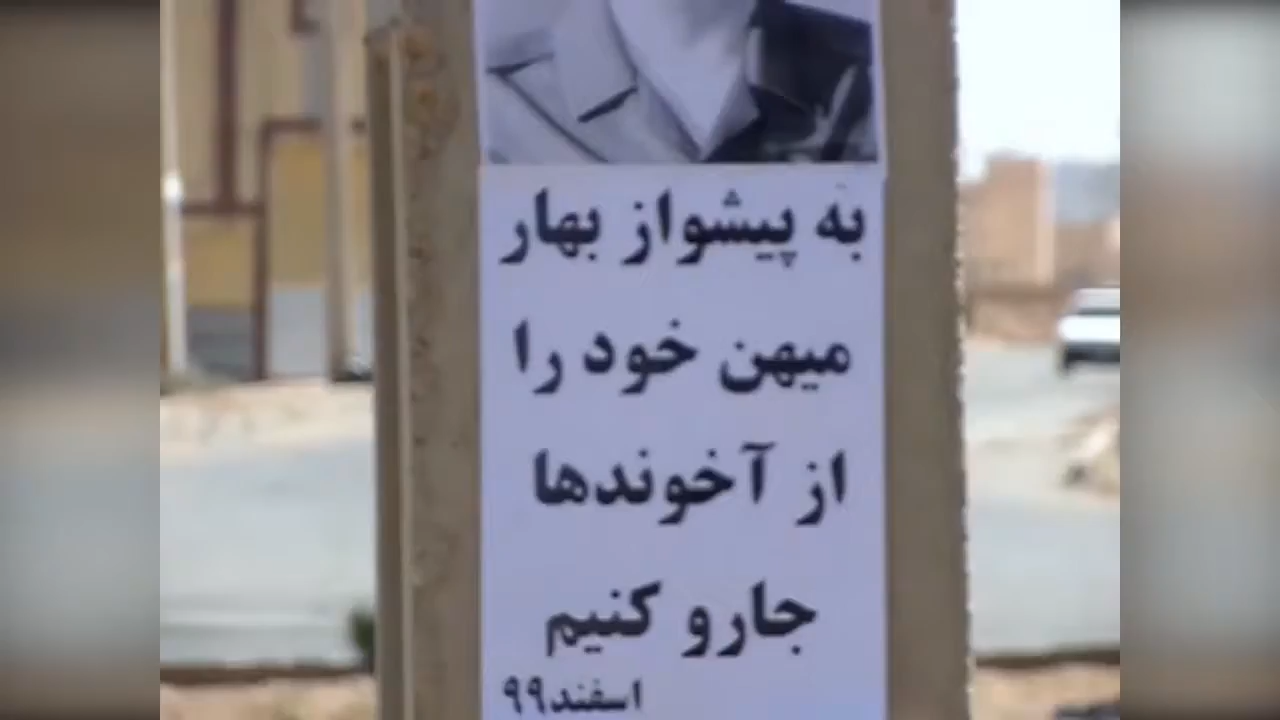 به پیشواز بهار
میهن خود را
از آخوندها
جارو کنیم
اسفند۹۹